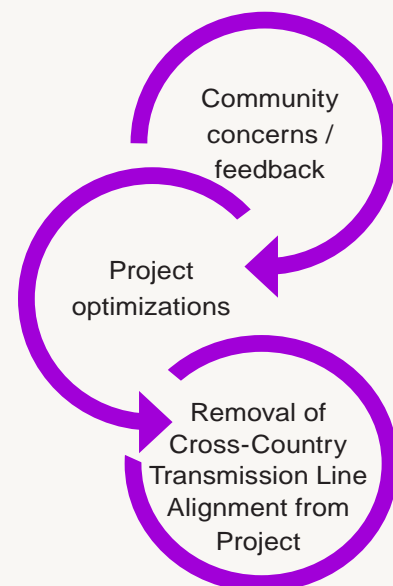 Community
concerns /
feedback
Project
optimizations
Removal of
Cross-Country
Transmission Line
Alignment from
Project